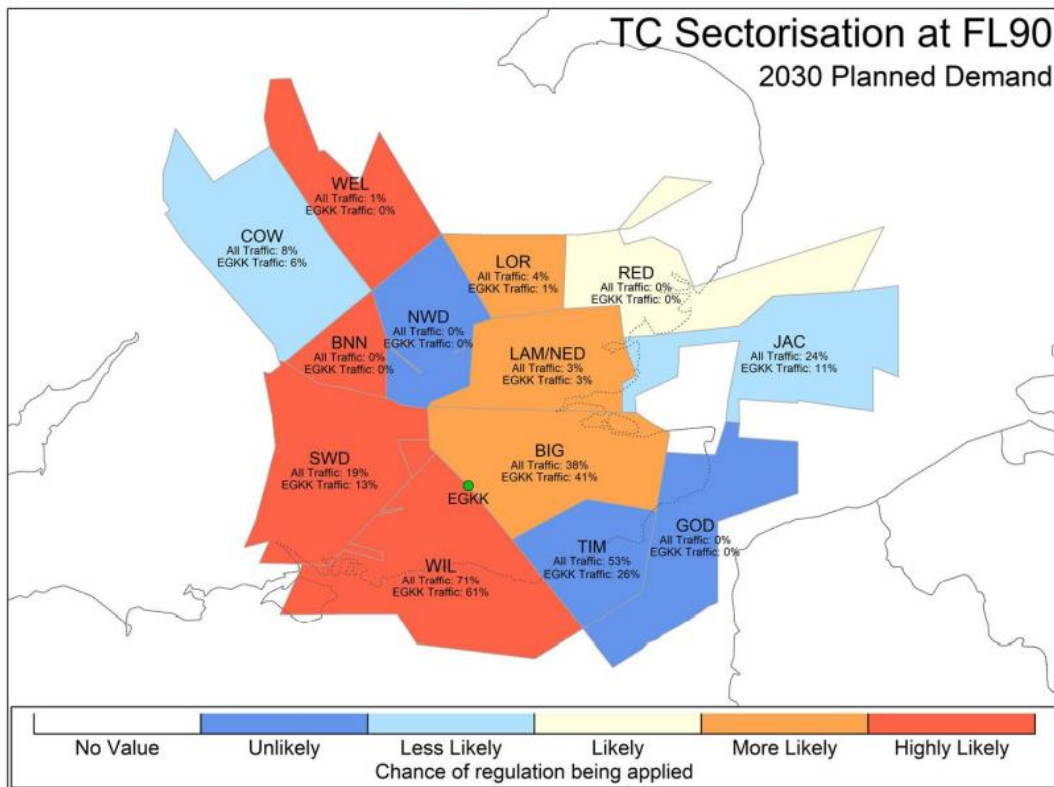 TC Sectorisation at FL90
2030 Planned Demand
WEL
All Traffic: 1%
EGKK Traffic: 0%
COW
All Traffic: 8%
EGKK Traffic: 6%
LOR
All Traffic: 4%
EGKK Traffic: 1%
RED
All Traffic: 0%
EGKK Traffic: 0%
NWD
All Traffic: 0%
EGKK Traffic: 0%
BNN
All Traffic: 0%
EGKK Traffic: 0%
LAM/NED
All Traffic: 3%
EGKK Traffic: 3%
JAC
All Traffic: 24%
EGKK Traffic: 11%
SWD
All Traffic: 19%
EGKK Traffic: 13%
BIG
All Traffic: 38%
EGKK Traffic: 41%
EGKK
GOD
All Traffic: 0%
EGKK Traffic: 0%
TIM
All Traffic: 53%
EGKK Traffic: 26%
WIL
All Traffic: 71%
EGKK Traffic: 61%
No Value
Unlikely
Less Likely
Likely
More Likely
Highly Likely
Chance of regulation being applied